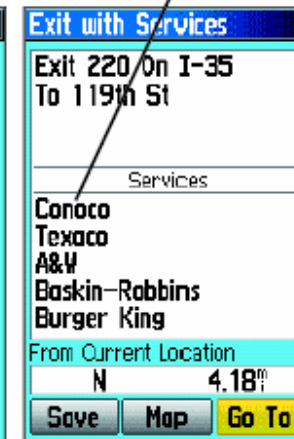 Exit with Services
Exit 220 On I-35
To 119th St
Services
Conoco
Texaco
A&W
Baskin-Robbins
Burger King
From Current Location
N 4.18m
Save Map Go To